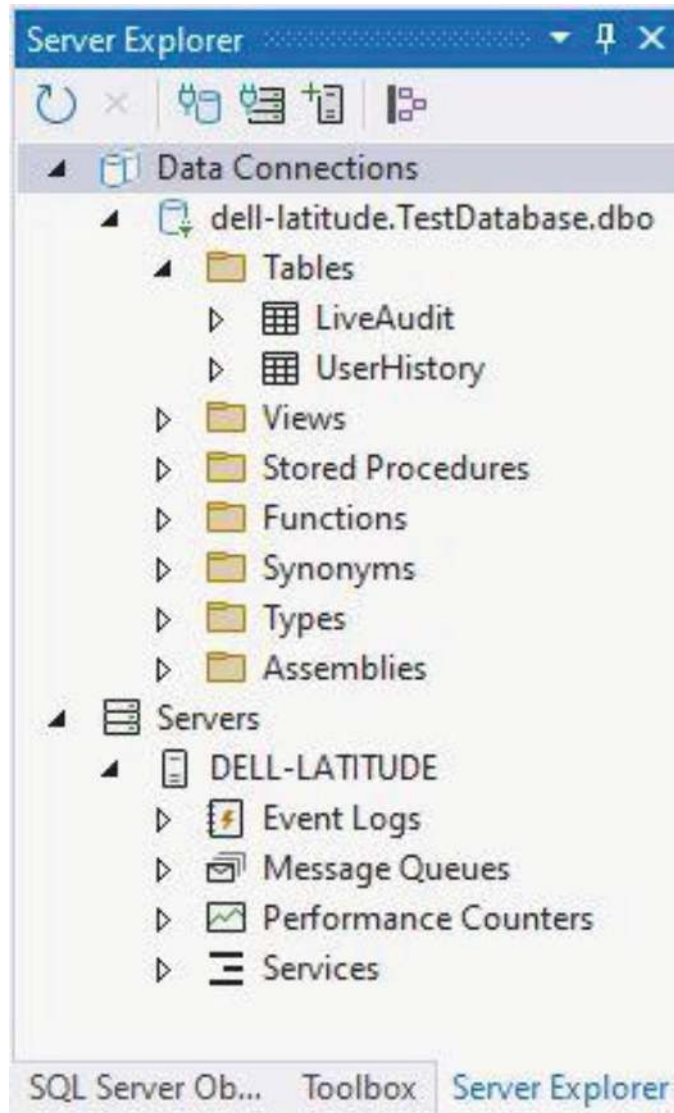 Server Explorer
Data Connections
dell-latitude.TestDatabase.dbo
Tables
LiveAudit
UserHistory
Views
Stored Procedures
Functions
Synonyms
Types
Assemblies
Servers
DELL-LATITUDE
Event Logs
Message Queues
Performance Counters
Services
SQL Server Ob... Toolbox Server Explorer